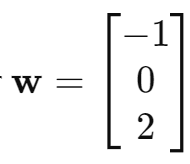 w = [−1
0
2]